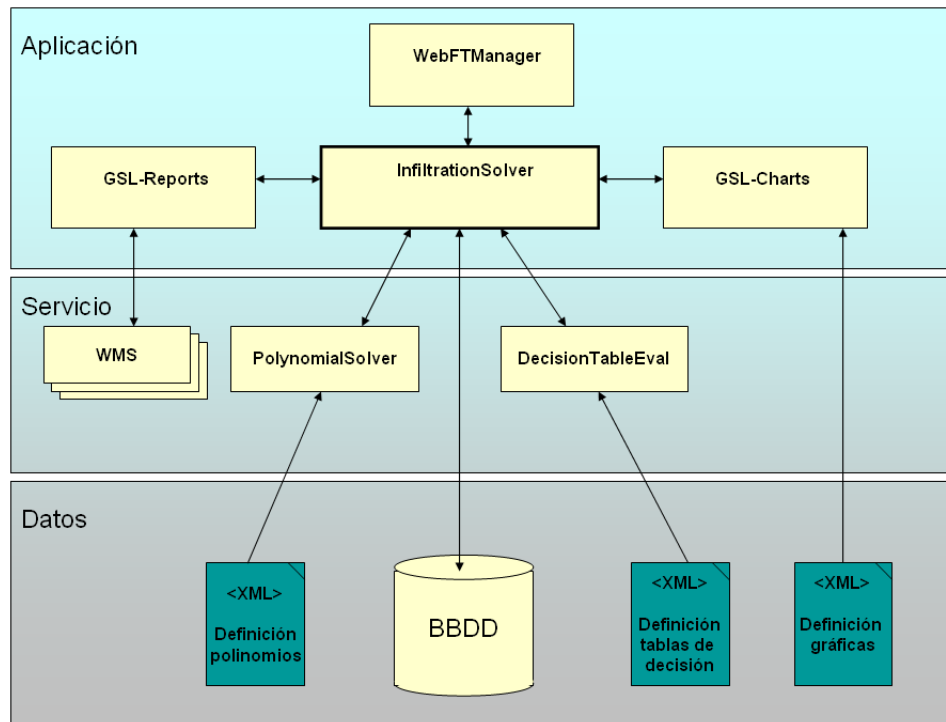 Aplicación
WebFTManager
GSL-Reports
InfiltrationSolver
GSL-Charts
Servicio
WMS
PolynomialSolver
DecisionTableEval
Datos
<XML>
Definición
polinomios
BBDD
<XML>
Definición
tablas de
decisión
<XML>
Definición
gráficas